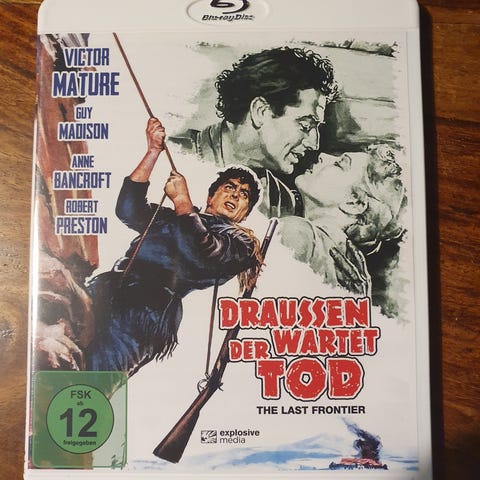 Blu-ray Disc
VICTOR
MATURE
GUY
MADISON
ANNE
BANCROFT
ROBERT
PRESTON
DRAUSSEN
WARTET
DER
TOD
THE LAST FRONTIER
FSK
ab
12
freigegeben
explosive
media